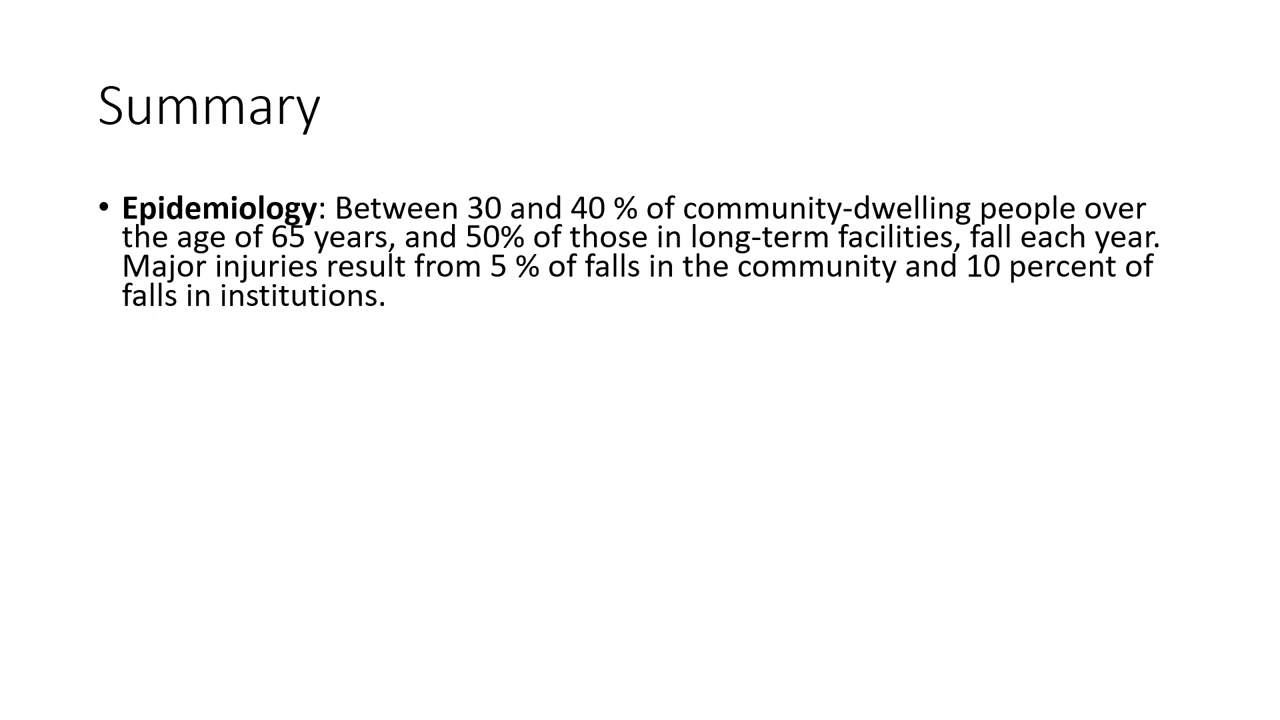 Summary
• Epidemiology: Between 30 and 40 % of community-dwelling people over
the age of 65 years, and 50% of those in long-term facilities, fall each year.
Major injuries result from 5 % of falls in the community and 10 percent of
falls in institutions.